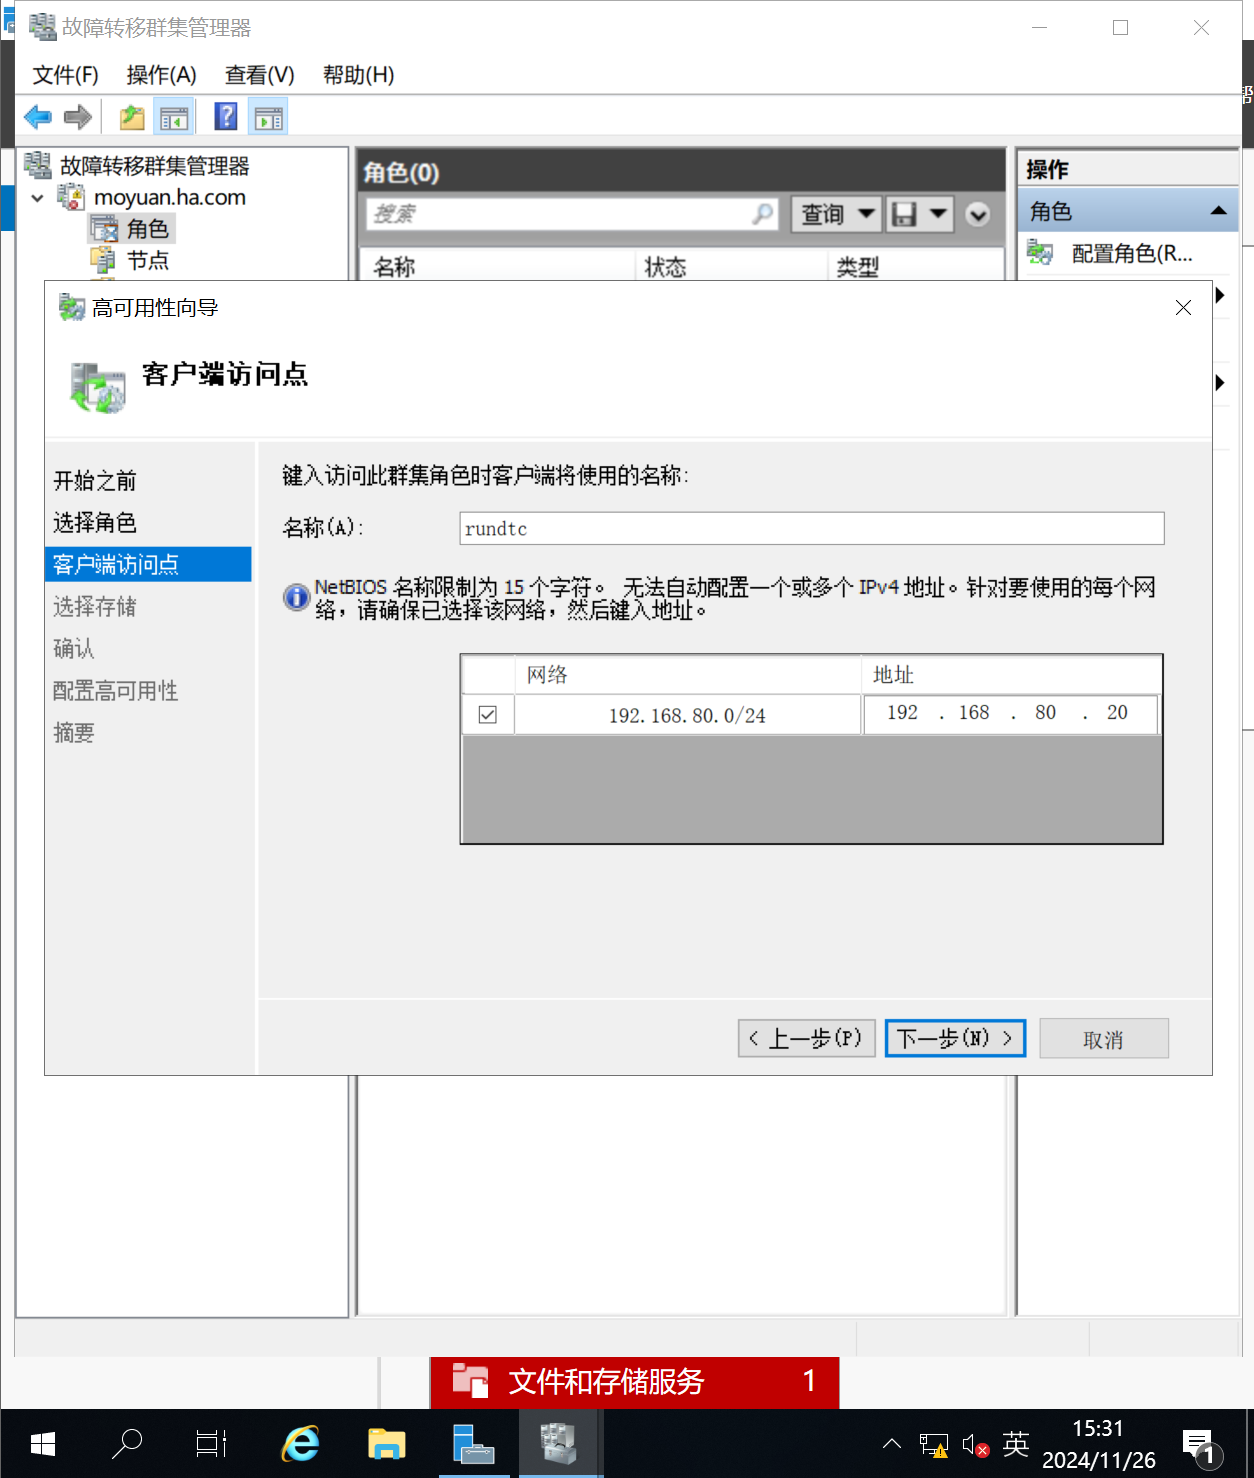 故障转移群集管理器
文件(F) 操作(A) 查看(V) 帮助(H)
帮
故障转移群集管理器
moyuan.ha.com
角色
节点
角色(0)
搜索
查询
名称 状态 类型
操作
角色
配置角色(R...
高可用性向导
客户端访问点
开始之前
选择角色
客户端访问点
选择存储
确认
配置高可用性
摘要
键入访问此群集角色时客户端将使用的名称:
名称(A): rundtc
NetBIOS 名称限制为 15 个字符。 无法自动配置一个或多个 IPv4 地址。针对要使用的每个网
络，请确保已选择该网络，然后键入地址。
网络 地址
192.168.80.0/24 192 . 168 . 80 . 20
< 上一步(P) 下一步(N) > 取消
文件和存储服务 1
英
15:31
2024/11/26
1